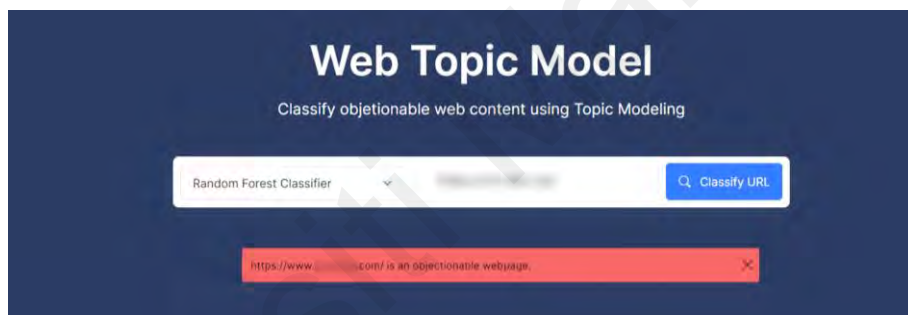 Web Topic Model
Classify objetionable web content using Topic Modeling
Random Forest Classifier
Classify URL
https://www. .com/ is an objectionable webpage.